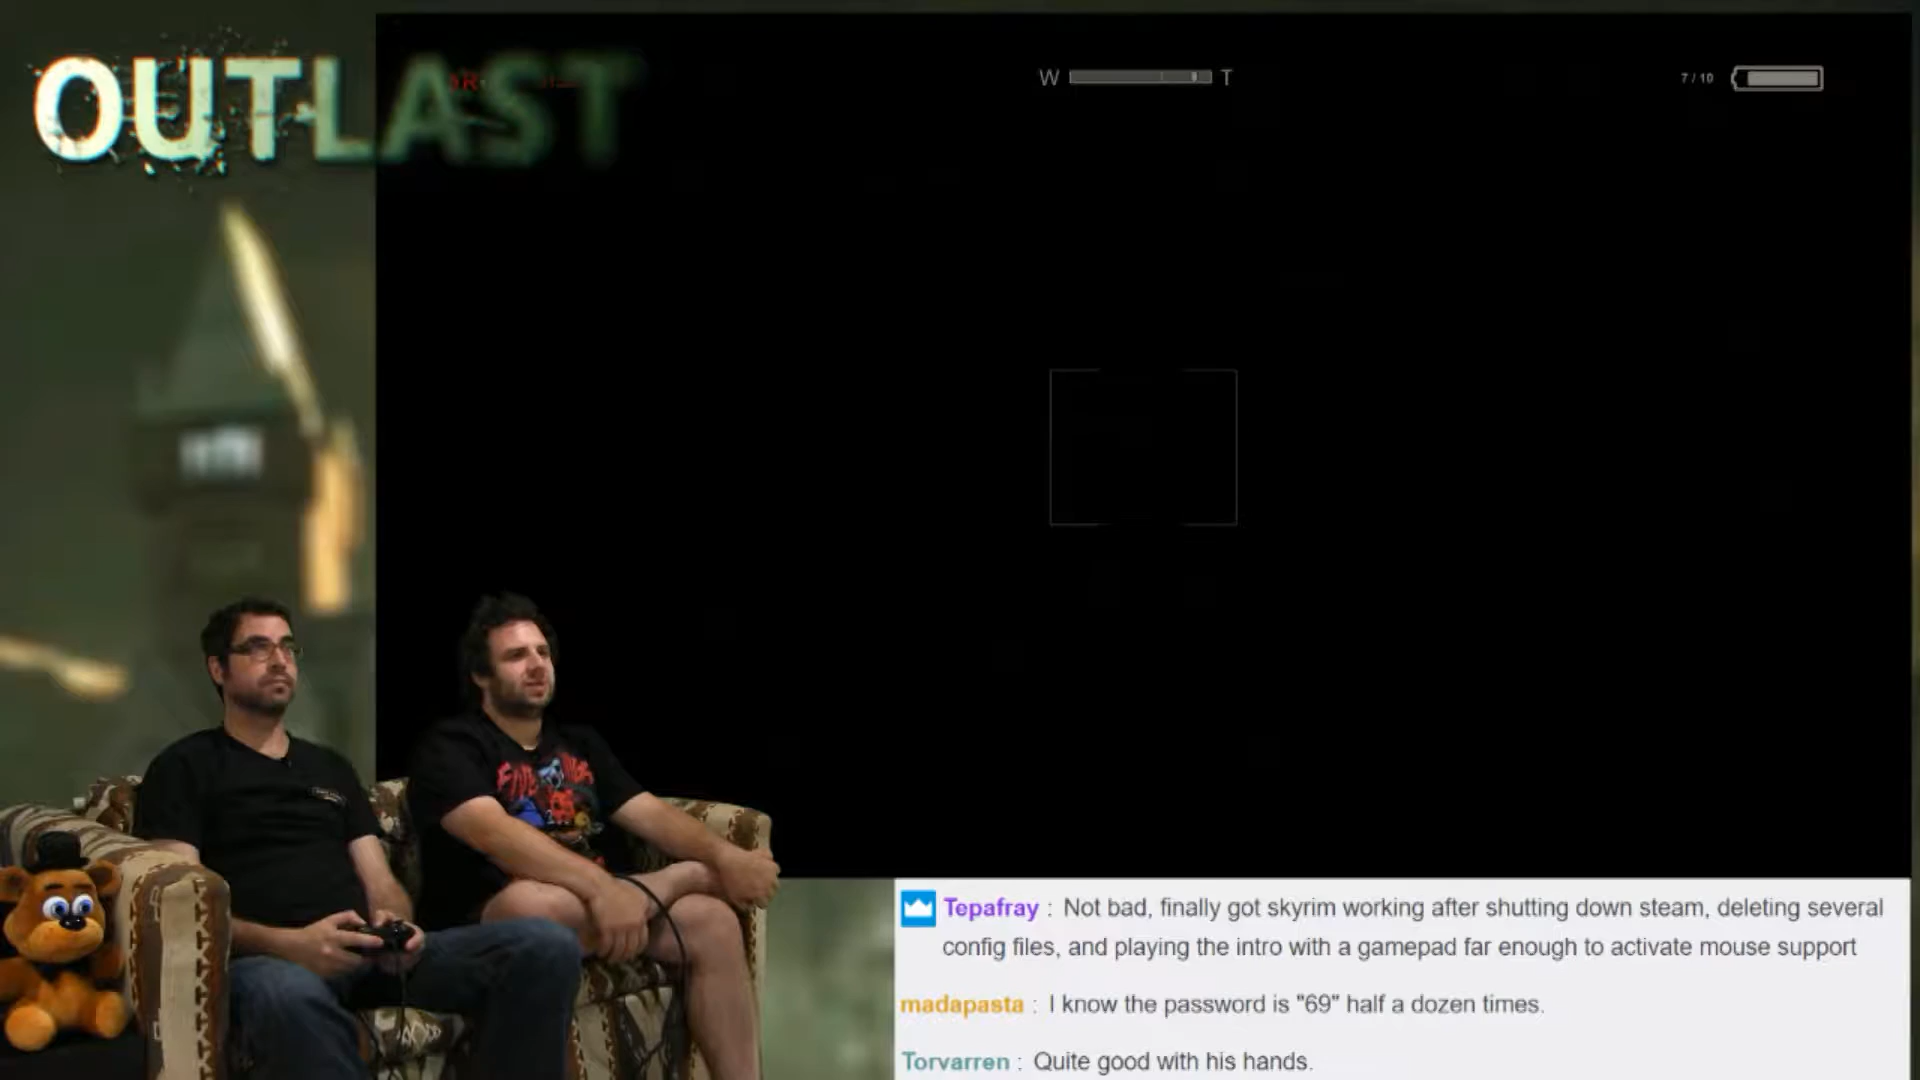 OUTLAST
W T
7 / 10
Tepafray : Not bad, finally got skyrim working after shutting down steam, deleting several
config files, and playing the intro with a gamepad far enough to activate mouse support
madapasta : I know the password is "69" half a dozen times.
Torvarren : Quite good with his hands.